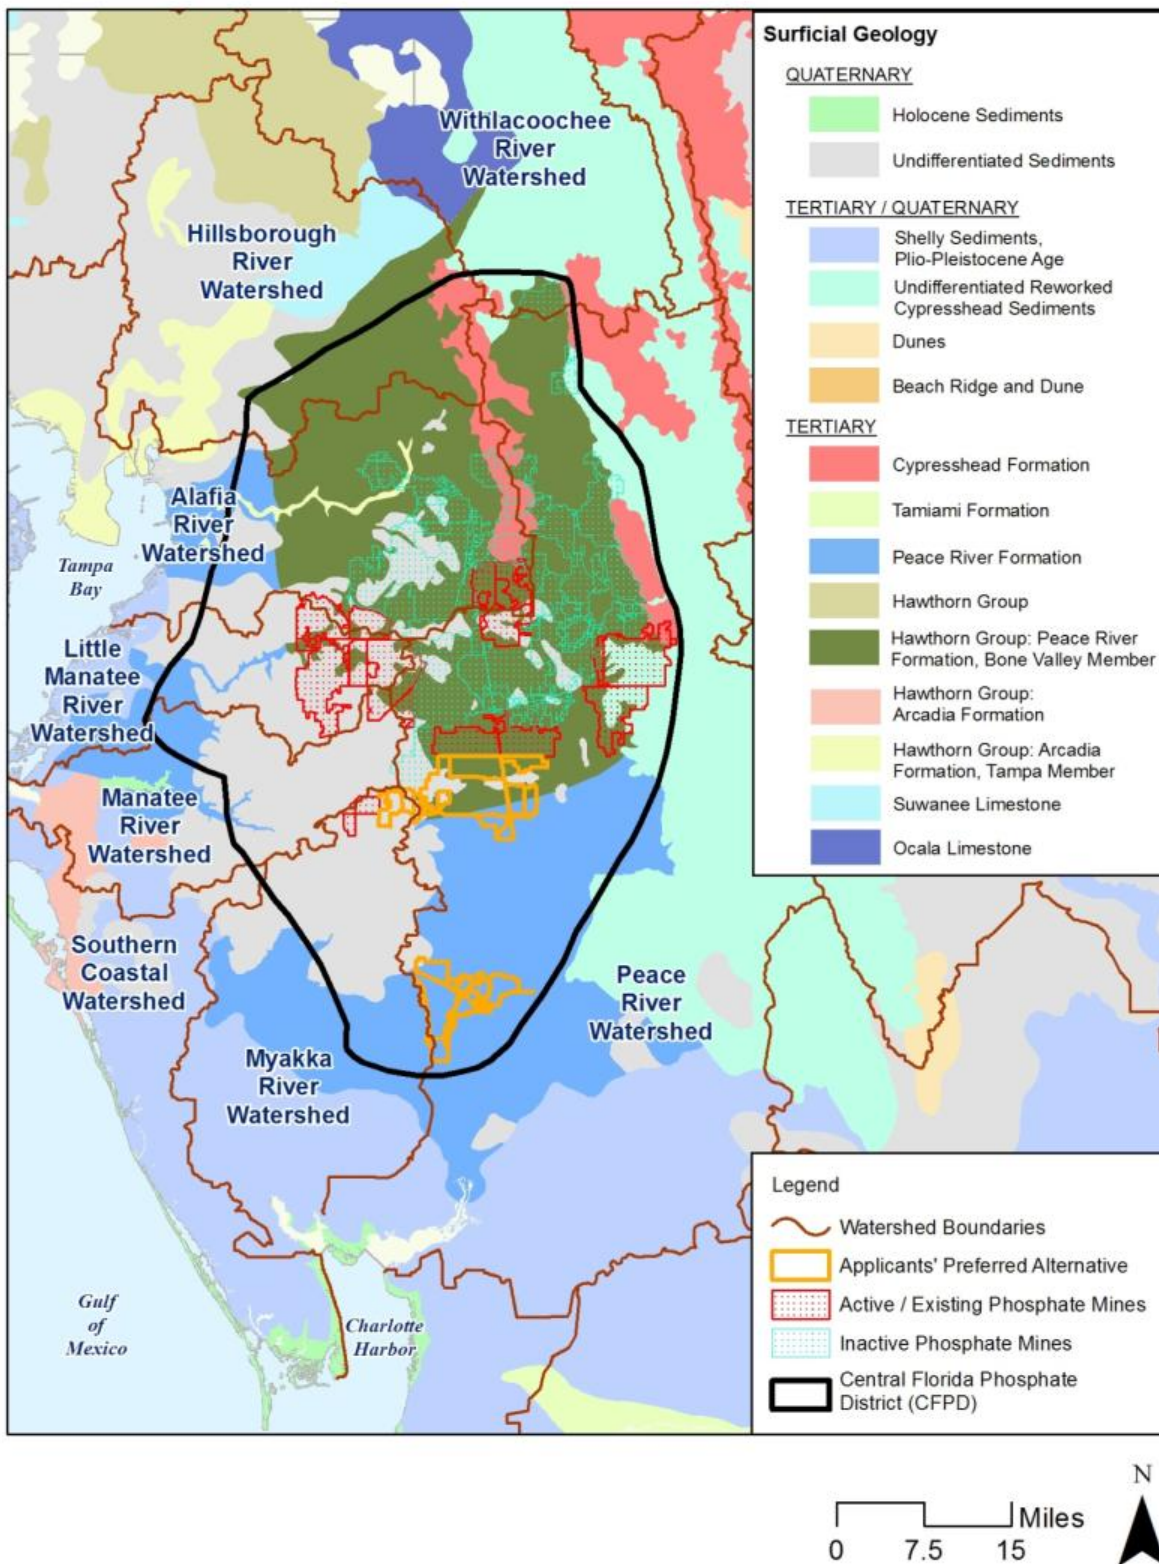 Withlacoochee
River
Watershed
Hillsborough
River
Watershed
Alafia
River
Watershed
Tampa
Bay
Little
Manatee
River
Watershed
Manatee
River
Watershed
Southern
Coastal
Watershed
Peace
River
Watershed
Myakka
River
Watershed
Gulf
of
Mexico
Charlotte
Harbor
Surficial Geology
QUATERNARY
Holocene Sediments
Undifferentiated Sediments
TERTIARY / QUATERNARY
Shelly Sediments,
Plio-Pleistocene Age
Undifferentiated Reworked
Cypresshead Sediments
Dunes
Beach Ridge and Dune
TERTIARY
Cypresshead Formation
Tamiami Formation
Peace River Formation
Hawthorn Group
Hawthorn Group: Peace River
Formation, Bone Valley Member
Hawthorn Group:
Arcadia Formation
Hawthorn Group: Arcadia
Formation, Tampa Member
Suwanee Limestone
Ocala Limestone
Legend
Watershed Boundaries
Applicants' Preferred Alternative
Active / Existing Phosphate Mines
Inactive Phosphate Mines
Central Florida Phosphate
District (CFPD)
N
Miles
0 7.5 15